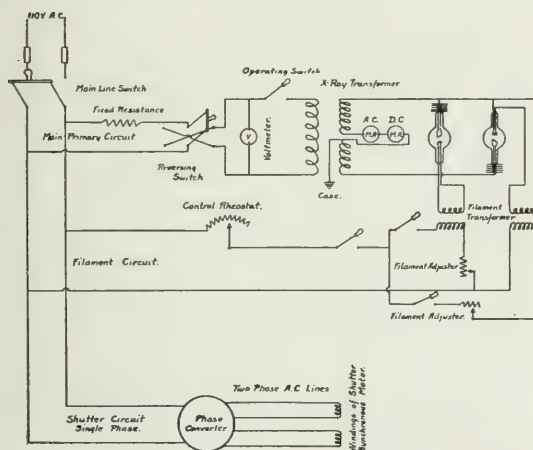 110V A.C.
Operating Switch
Main Line Switch
X-Ray Transformer
Fixed Resistance
A.C.
D.C
Main Primary Circuit
V
Voltmeter.
M.A.
M.A.
Reversing
Switch
Case.
Control Rheostat.
Filament
Transformer
Filament Circuit.
Filament Adjuster
Filament Adjuster.
Two Phase A.C Lines
Shutter Circuit
Single Phase.
Phase
Converter
Windings of Shutter
Synchronous Motor.